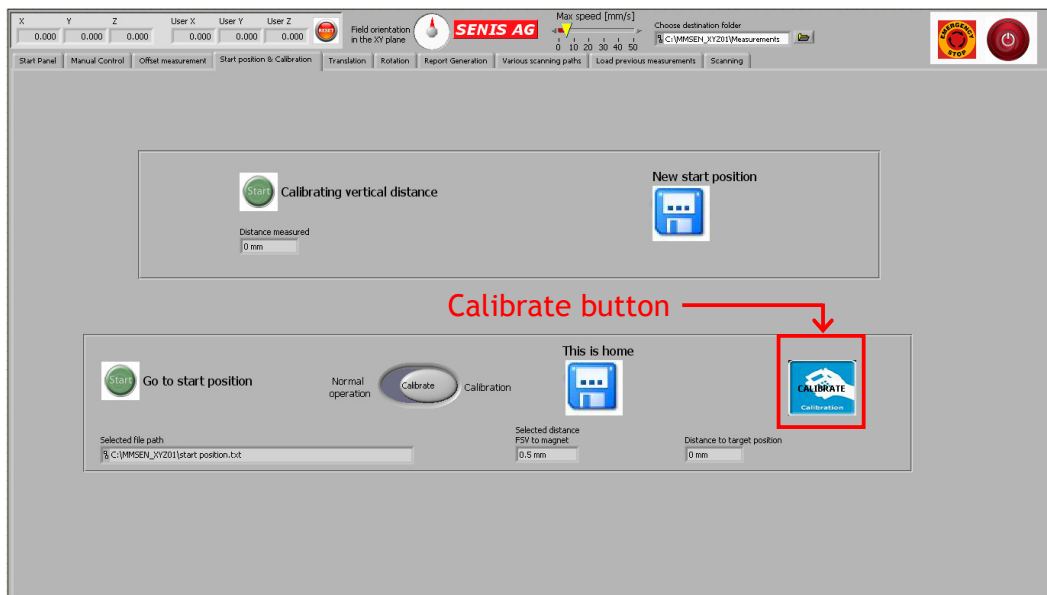 X Y Z User X User Y User Z
0.000 0.000 0.000 0.000 0.000 0.000
RESET
Field orientation
in the XY plane
SENIS AG
Max speed [mm/s]
0 10 20 30 40 50
Choose destination folder
C:\MMSEN_XYZ01\Measurements
EMERGENCY
STOP
Start Panel Manual Control Offset measurement Start position & Calibration Translation Rotation Report Generation Various scanning paths Load previous measurements Scanning
Start Calibrating vertical distance
Distance measured
0 mm
New start position
Calibrate button
Start Go to start position
Normal
operation
Calibrate
Calibration
This is home
CALIBRATE
Calibration
Selected file path
C:\MMSEN_XYZ01\start position.txt
Selected distance
FSV to magnet
0.5 mm
Distance to target position
0 mm